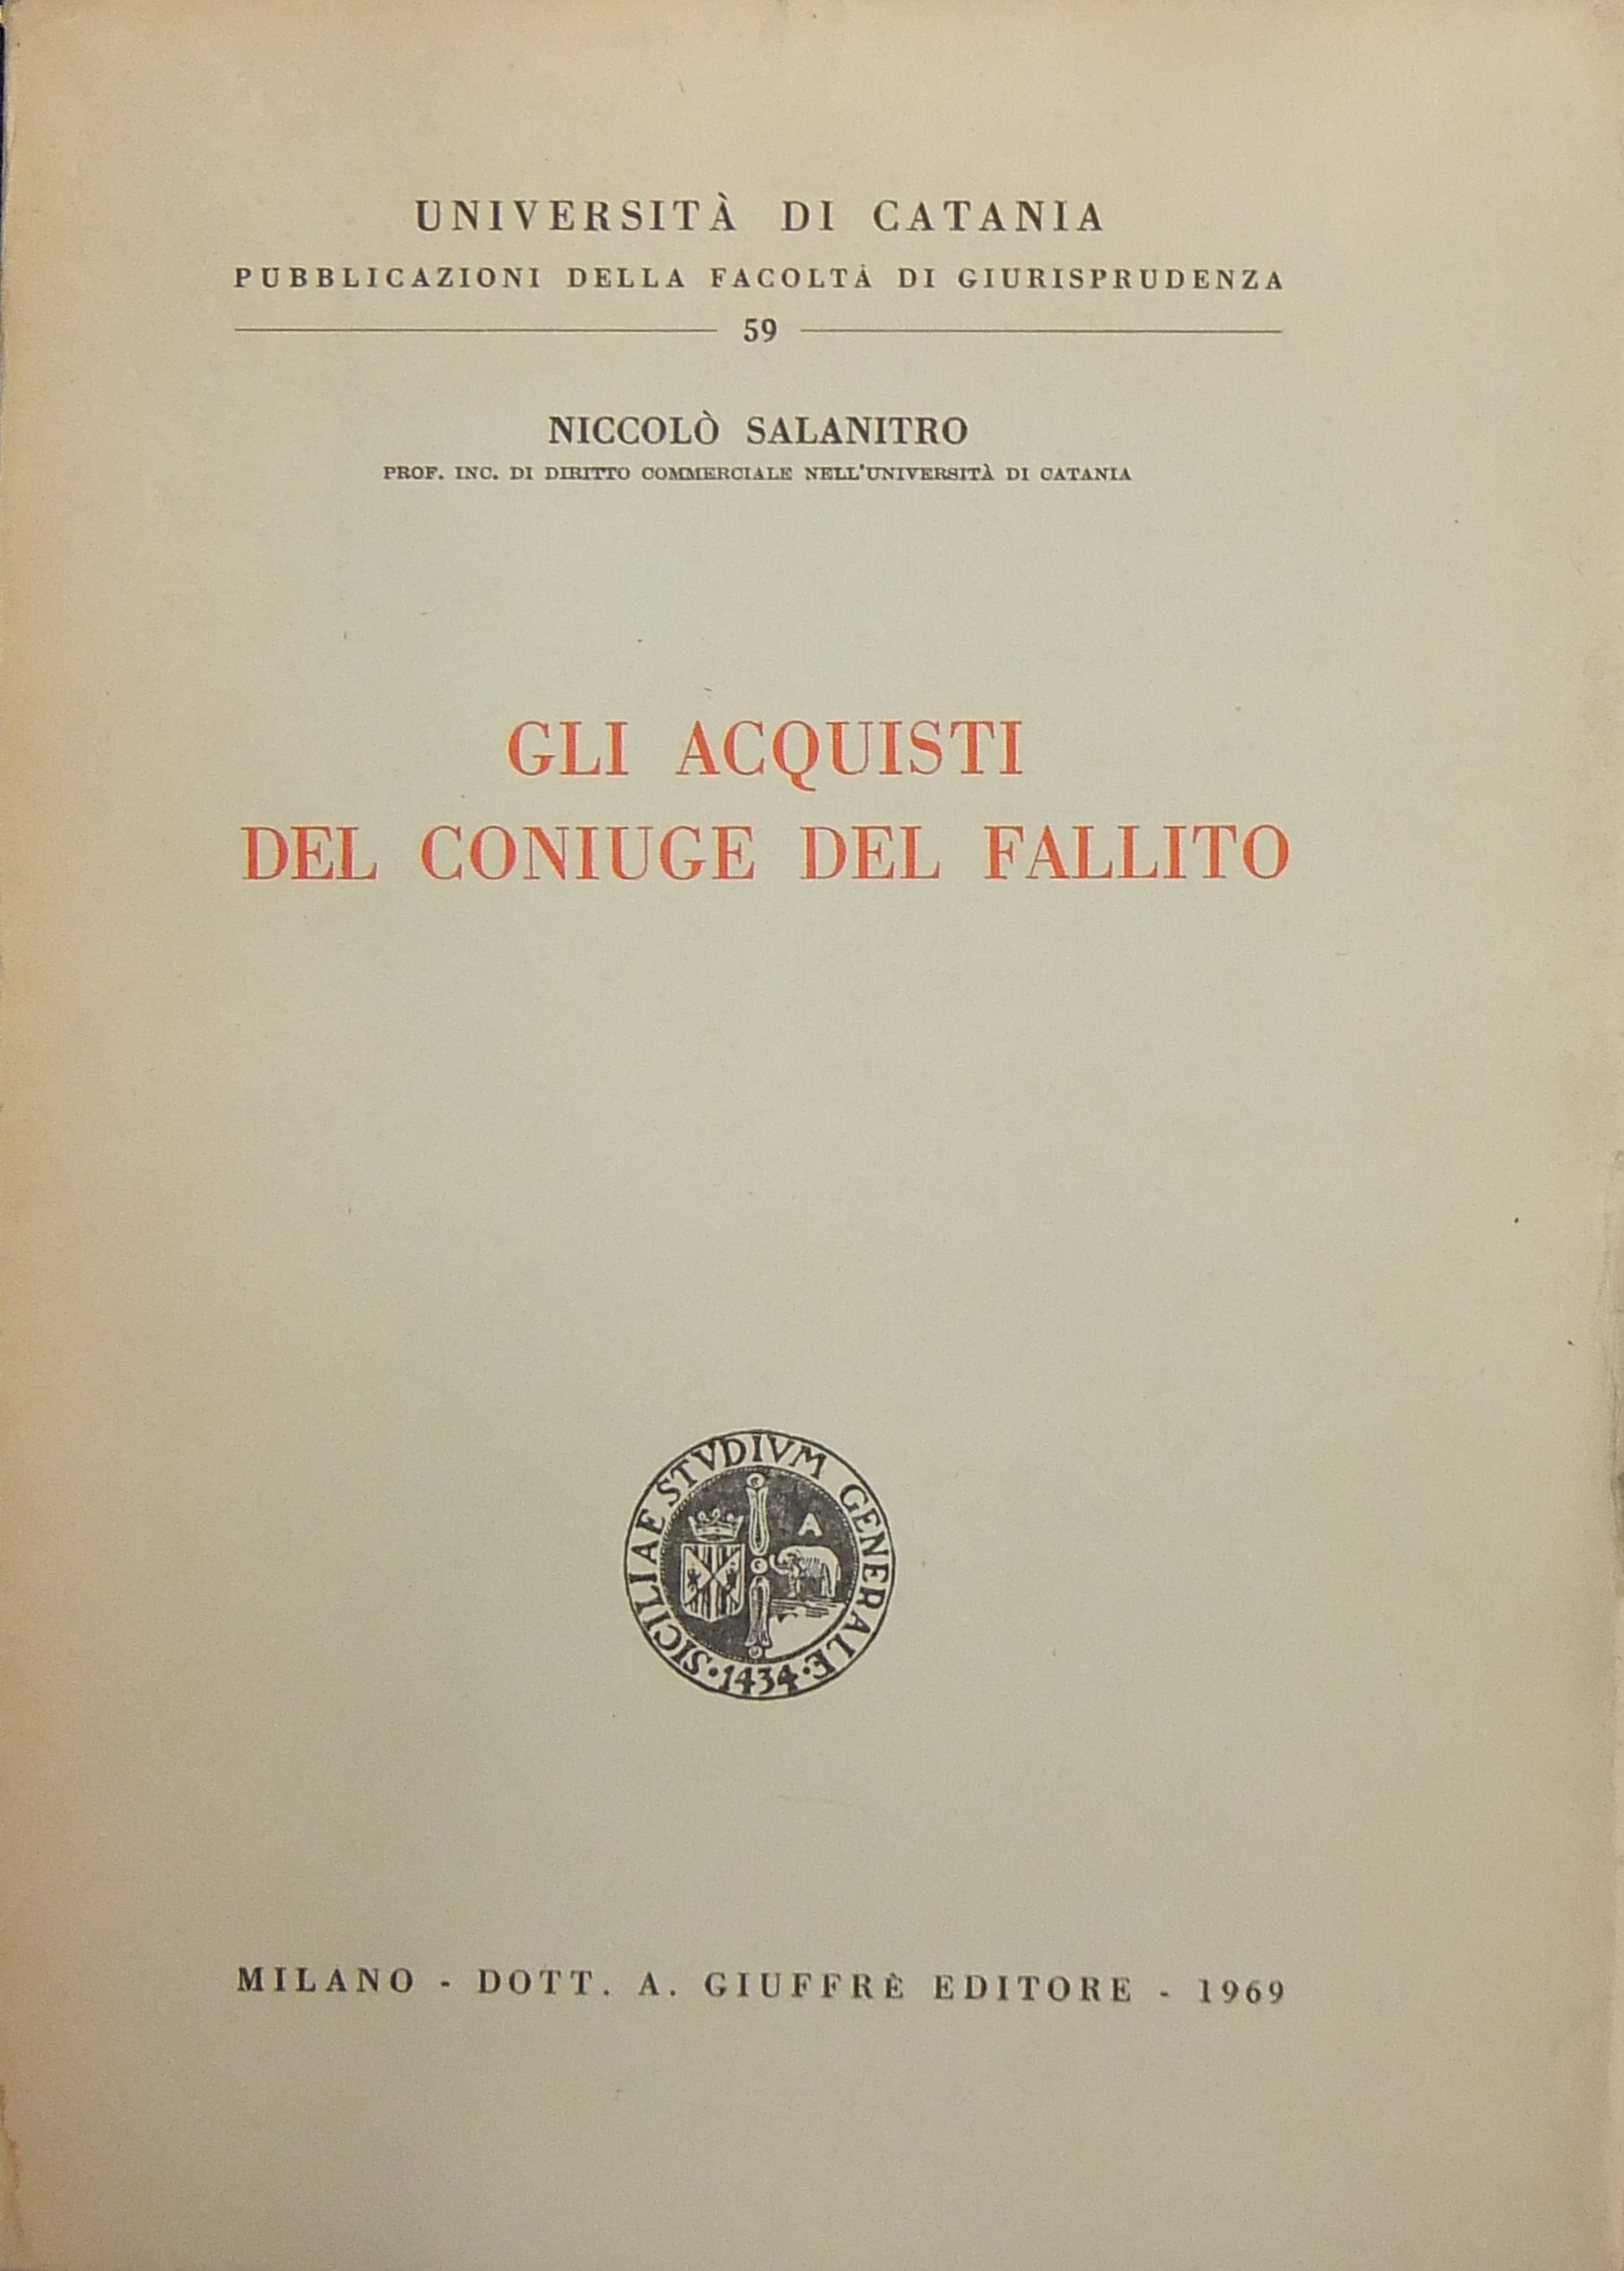 UNIVERSITÀ DI CATANIA
PUBBLICAZIONI DELLA FACOLTÀ DI GIURISPRUDENZA
59
NICCOLÒ SALANITRO
PROF. INC. DI DIRITTO COMMERCIALE NELL'UNIVERSITÀ DI CATANIA
GLI ACQUISTI
DEL CONIUGE DEL FALLITO
SICILIAE STVDIVM GENERALE · 1434 ·
A
MILANO - DOTT. A. GIUFFRÈ EDITORE - 1969